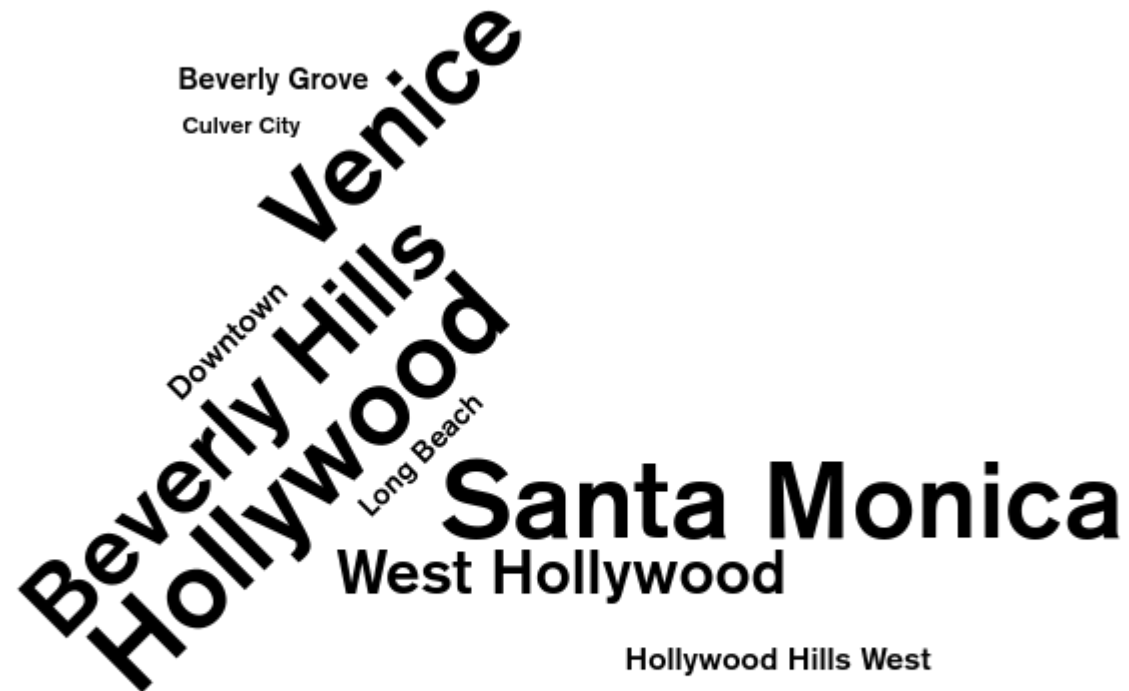 Venice
Beverly Grove
Culver City
Beverly Hills
Downtown
Hollywood
Long Beach
Santa Monica
West Hollywood
Hollywood Hills West